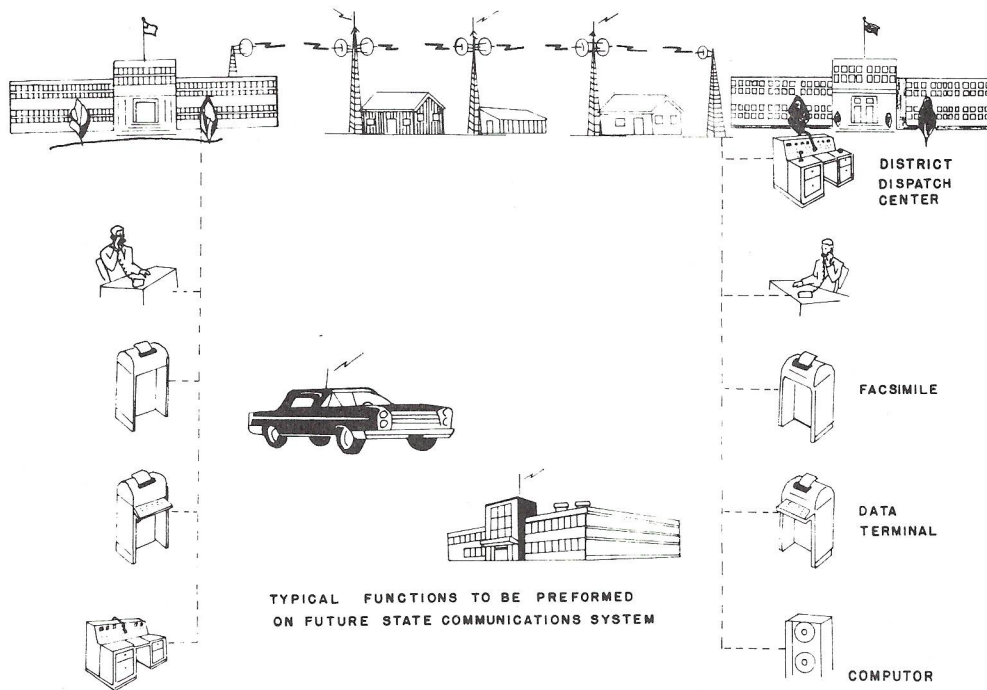 DISTRICT
DISPATCH
CENTER
FACSIMILE
DATA
TERMINAL
TYPICAL FUNCTIONS TO BE PREFORMED
ON FUTURE STATE COMMUNICATIONS SYSTEM
COMPUTOR